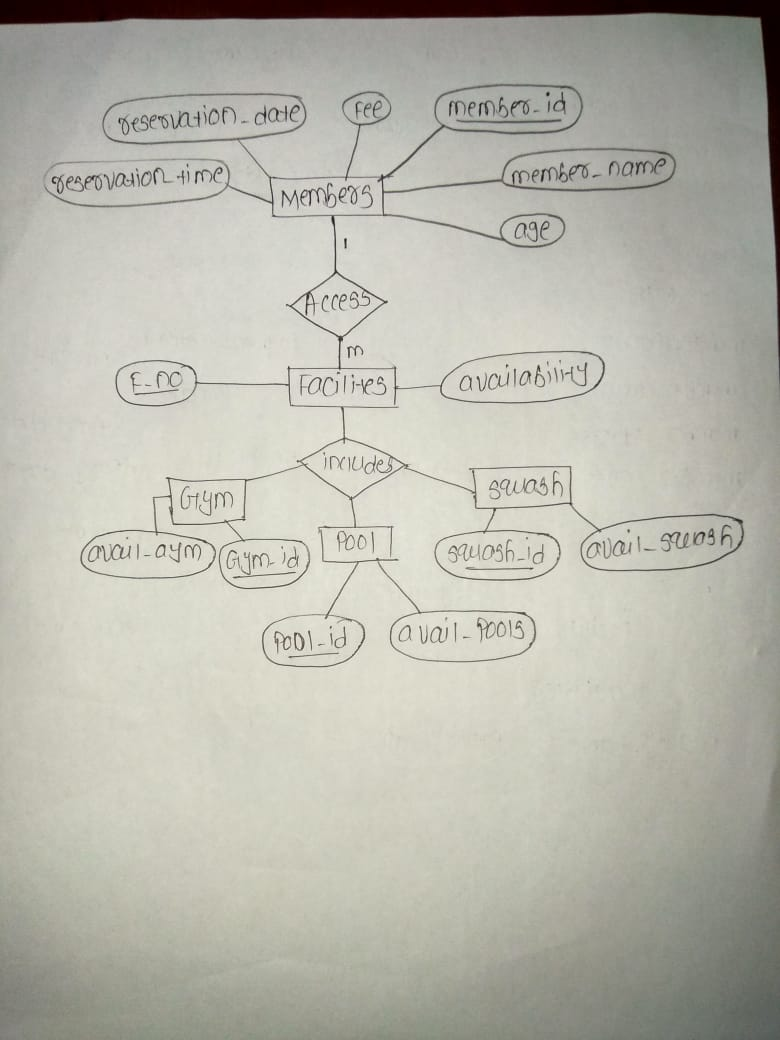 reservation_date
Fee
member_id
reservation_time
member_name
Members
age
1
Access
m
F_no
Facilities
availability
includes
Gym
squash
avail_gym
Gym_id
Pool
squash_id
avail_squash
Pool_id
avail_Pools